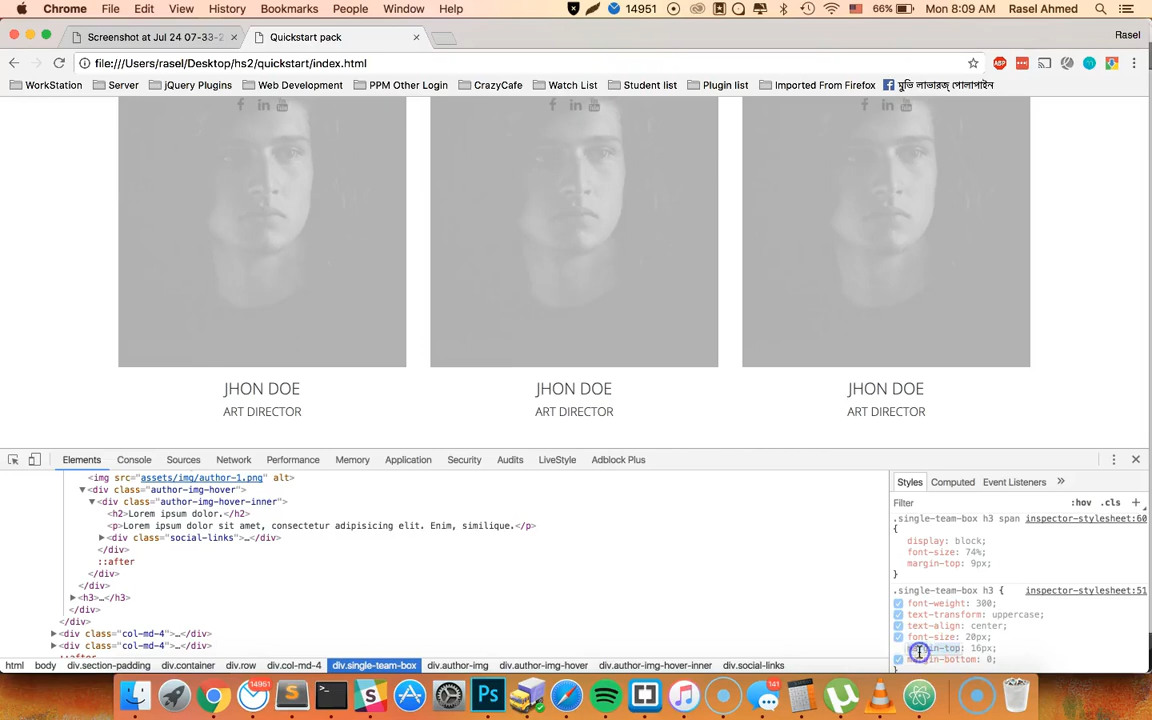 Chrome File Edit View History Bookmarks People Window Help 14951 66% Mon 8:09 AM Rasel Ahmed
Screenshot at Jul 24 07-33-2 × Quickstart pack × Rasel
file:///Users/rasel/Desktop/hs2/quickstart/index.html
WorkStation Server jQuery Plugins Web Development PPM Other Login CrazyCafe Watch List Student list Plugin list Imported From Firefox মুভি লাভারজ্ পোলাপাইন
JHON DOE JHON DOE JHON DOE
ART DIRECTOR ART DIRECTOR ART DIRECTOR
Elements Console Sources Network Performance Memory Application Security Audits LiveStyle Adblock Plus
<img src="assets/img/author-1.png" alt>
<div class="author-img-hover">
<div class="author-img-hover-inner">
<h2>Lorem ipsum dolor.</h2>
<p>Lorem ipsum dolor sit amet, consectetur adipisicing elit. Enim, similique.</p>
<div class="social-links">…</div>
</div>
::after
</div>
</div>
<h3>…</h3>
</div>
</div>
<div class="col-md-4">…</div>
<div class="col-md-4">…</div>
html body div.section-padding div.container div.row div.col-md-4 div.single-team-box div.author-img div.author-img-hover div.author-img-hover-inner div.social-links
Styles Computed Event Listeners »
Filter :hov .cls +
.single-team-box h3 span inspector-stylesheet:60
{
display: block;
font-size: 74%;
margin-top: 9px;
}
.single-team-box h3 { inspector-stylesheet:51
font-weight: 300;
text-transform: uppercase;
text-align: center;
font-size: 20px;
margin-top: 16px;
margin-bottom: 0;
}
14961
141